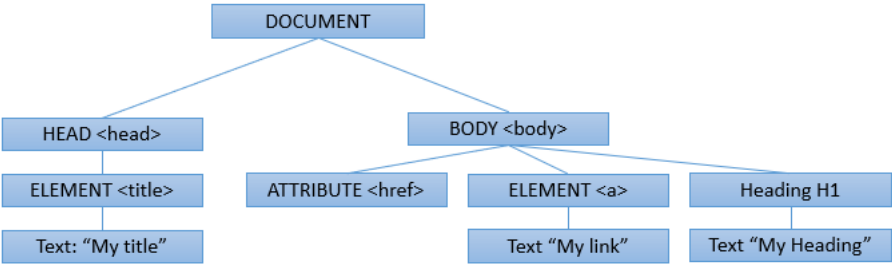 DOCUMENT
HEAD <head>
BODY <body>
ELEMENT <title>
ATTRIBUTE <href>
ELEMENT <a>
Heading H1
Text: “My title”
Text “My link”
Text “My Heading”